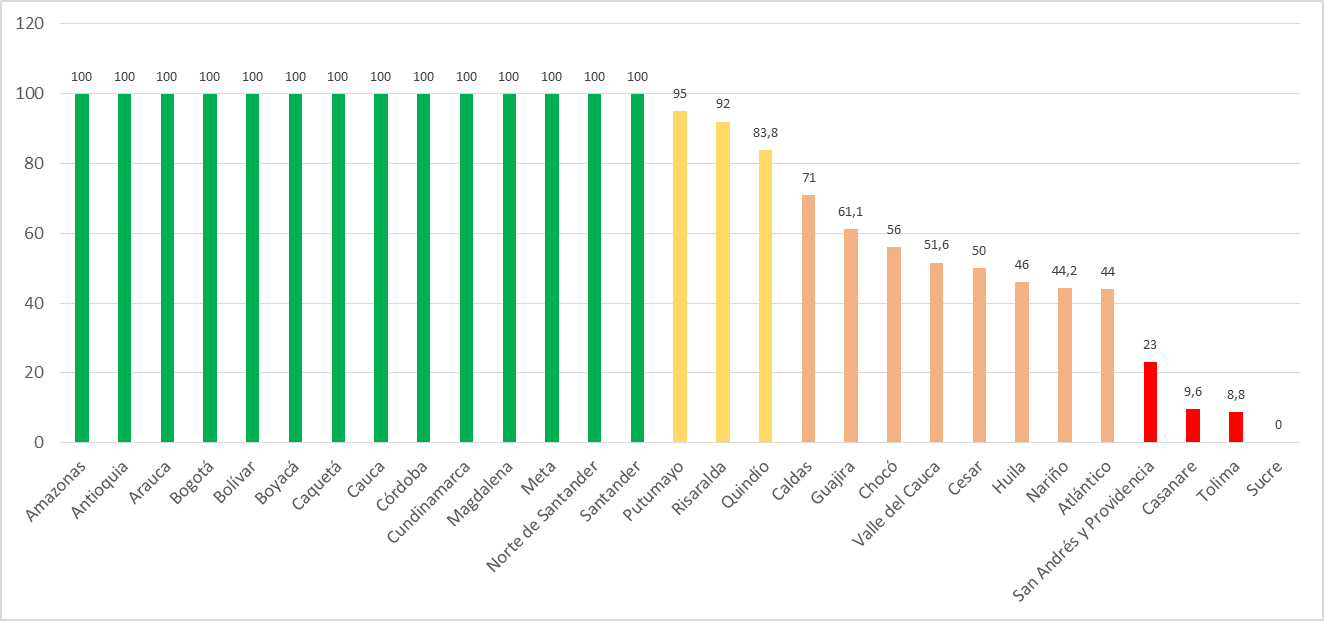 120
100
80
60
40
20
0
100 100 100 100 100 100 100 100 100 100 100 100 100 100 95 92 83,8 71 61,1 56 51,6 50 46 44,2 44 23 9,6 8,8 0
Amazonas
Antioquia
Arauca
Bogotá
Bolívar
Boyacá
Caquetá
Cauca
Córdoba
Cundinamarca
Magdalena
Meta
Norte de Santander
Santander
Putumayo
Risaralda
Quindío
Caldas
Guajira
Chocó
Valle del Cauca
Cesar
Huila
Nariño
Atlántico
San Andrés y Providencia
Casanare
Tolima
Sucre